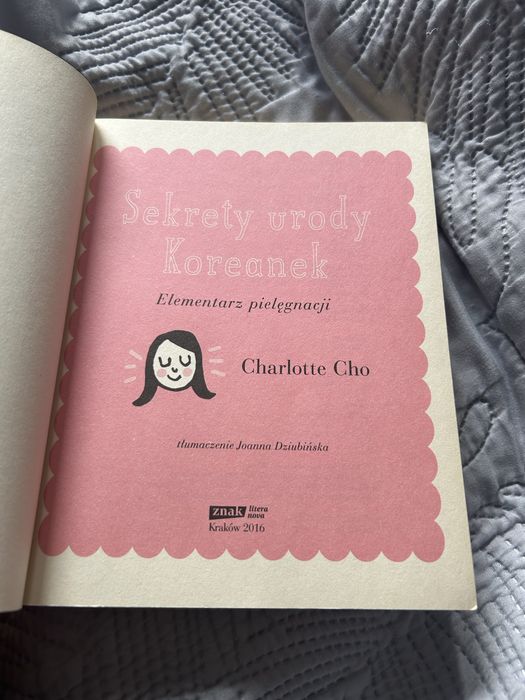 Sekrety urody
Koreanek
Elementarz pielęgnacji
Charlotte Cho
tłumaczenie Joanna Dziubińska
znak litera
nova
Kraków 2016